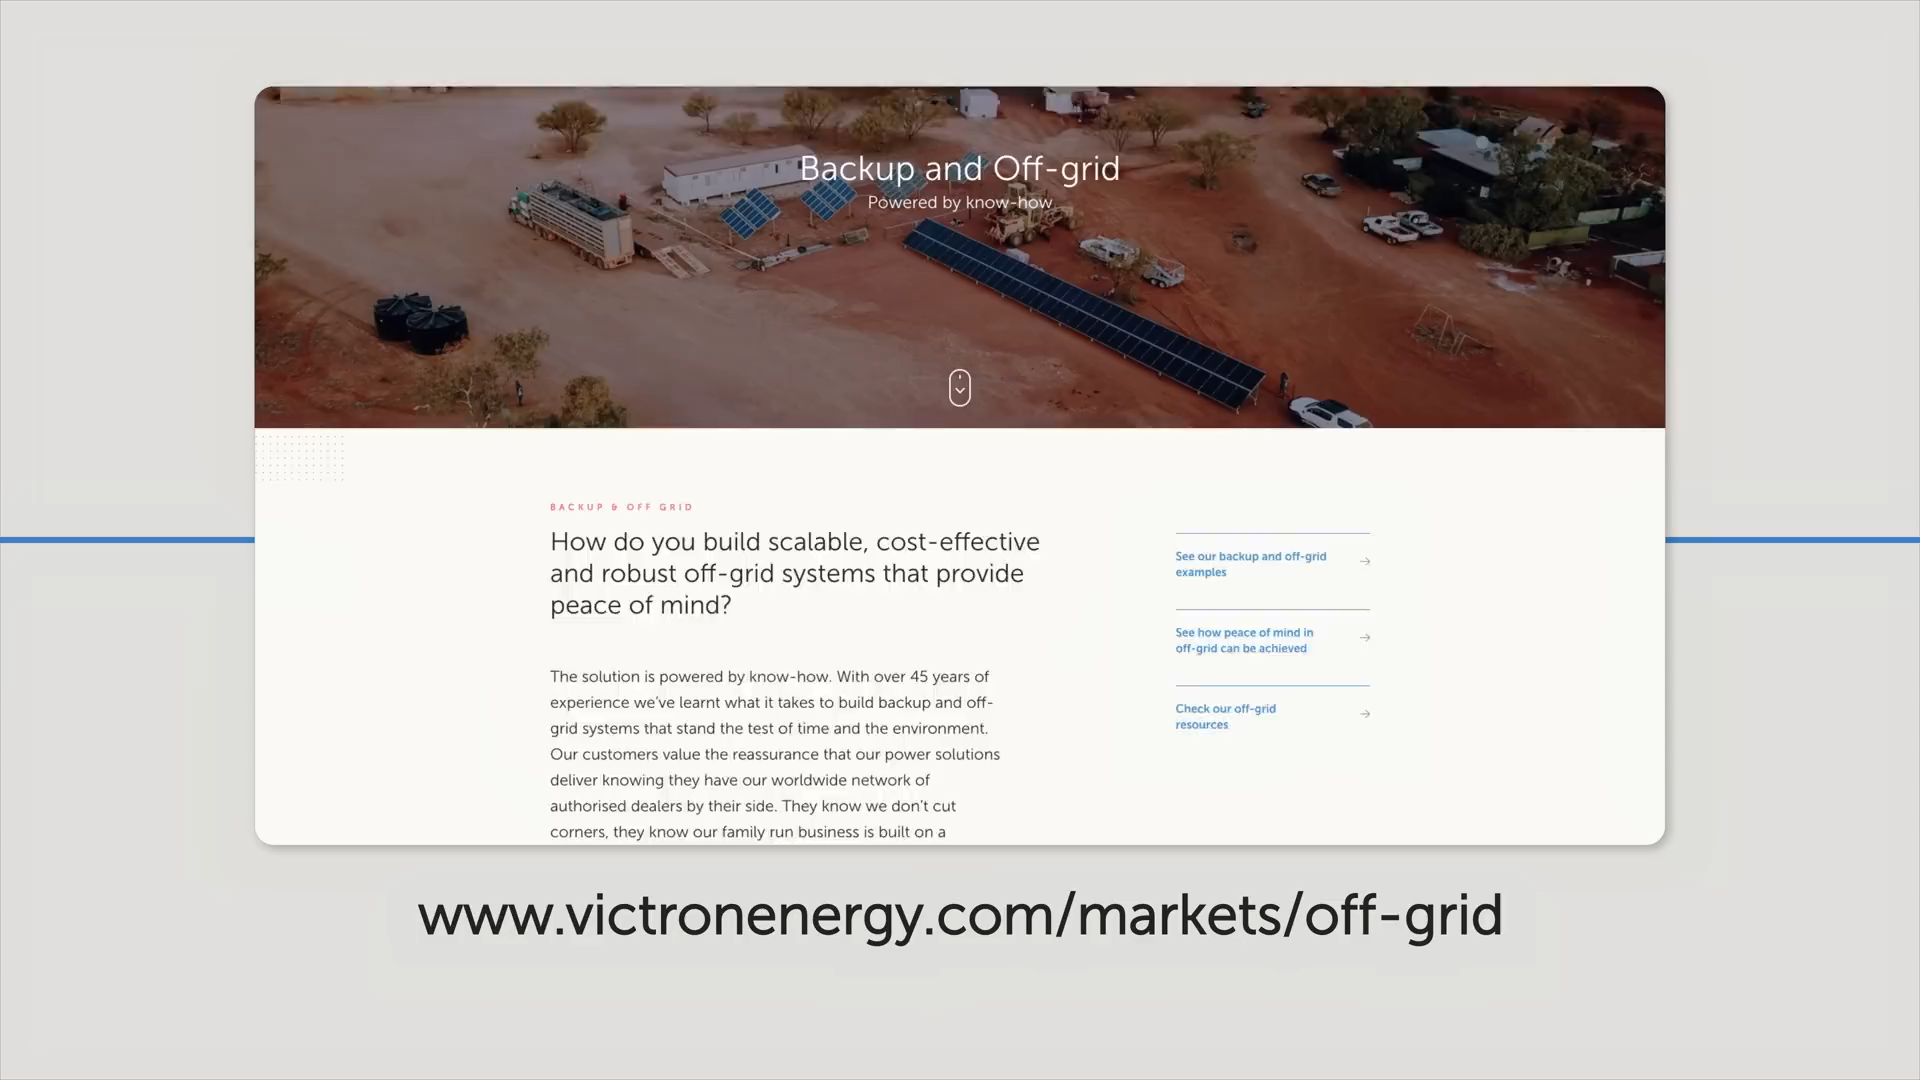 Backup and Off-grid
Powered by know-how
BACKUP & OFF GRID
How do you build scalable, cost-effective
and robust off-grid systems that provide
peace of mind?
The solution is powered by know-how. With over 45 years of
experience we've learnt what it takes to build backup and off-
grid systems that stand the test of time and the environment.
Our customers value the reassurance that our power solutions
deliver knowing they have our worldwide network of
authorised dealers by their side. They know we don't cut
corners, they know our family run business is built on a
See our backup and off-grid
examples
See how peace of mind in
off-grid can be achieved
Check our off-grid
resources
www.victronenergy.com/markets/off-grid